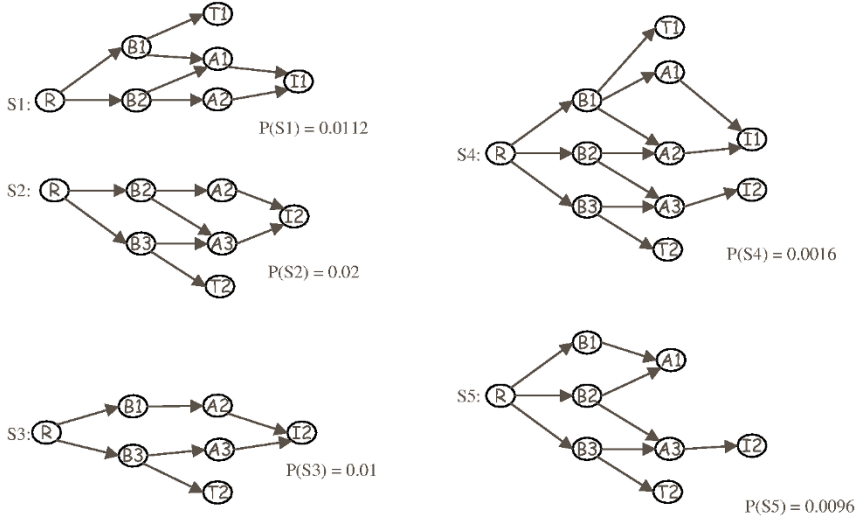 T1
B1
A1
I1
S1: R
B2
A2
P(S1) = 0.0112
S2: R
B2
A2
I2
B3
A3
P(S2) = 0.02
T2
B1
A2
S3: R
I2
B3
A3
P(S3) = 0.01
T2
T1
A1
B1
I1
S4: R
B2
A2
I2
B3
A3
T2
P(S4) = 0.0016
B1
A1
S5: R
B2
B3
A3
I2
T2
P(S5) = 0.0096